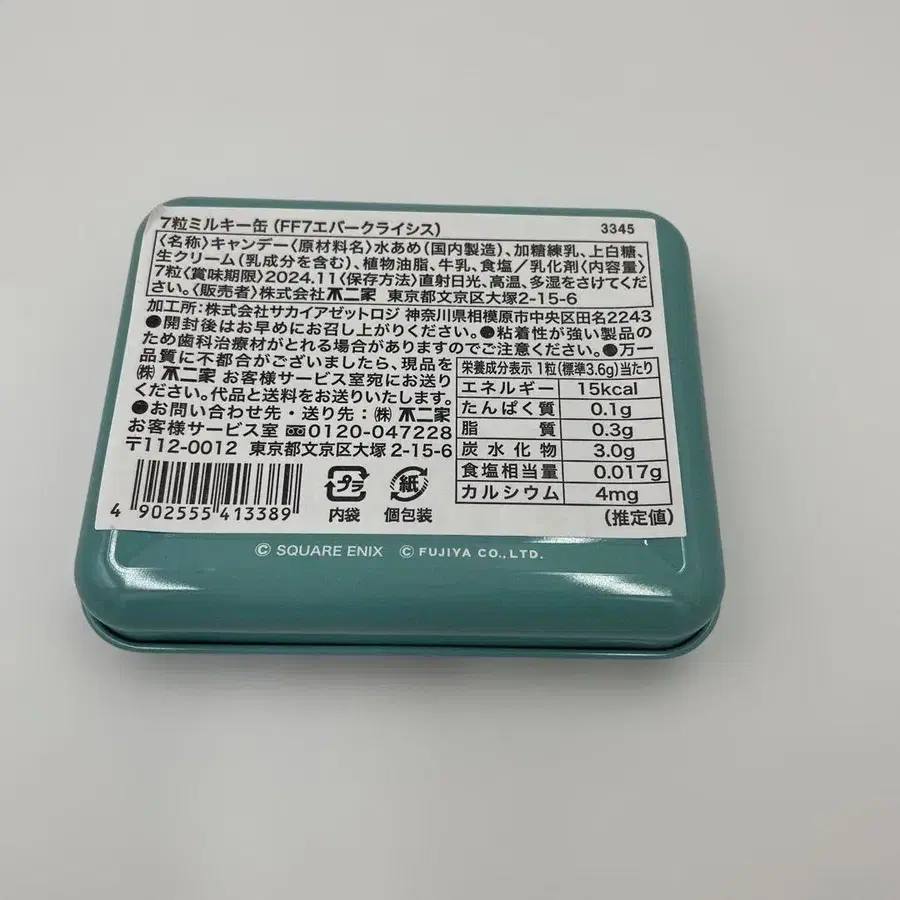 7粒ミルキー缶(FF7エバークライシス) 3345
〈名称〉キャンデー〈原材料名〉水あめ(国内製造)、加糖練乳、上白糖、
生クリーム(乳成分を含む)、植物油脂、牛乳、食塩/乳化剤〈内容量〉
7粒〈賞味期限〉2024.11〈保存方法〉直射日光、高温、多湿をさけてくだ
さい。〈販売者〉株式会社不二家 東京都文京区大塚2-15-6
加工所:株式会社サカイアゼットロジ 神奈川県相模原市中央区田名2243
●開封後はお早めにお召し上がりください。●粘着性が強い製品の
ため歯科治療材がとれる場合がありますのでご注意ください。●万一
品質に不都合がございましたら、現品を
㈱不二家 お客様サービス室宛にお送り
ください。代品と送料をお送りいたします。
●お問い合わせ先・送り先:㈱不二家
お客様サービス室 0120-047228
〒112-0012 東京都文京区大塚2-15-6
栄養成分表示 1粒(標準3.6g)当たり
エネルギー 15kcal
たんぱく質 0.1g
脂質 0.3g
炭水化物 3.0g
食塩相当量 0.017g
カルシウム 4mg
(推定値)
4 902555 413389
プラ 紙
内袋 個包装
© SQUARE ENIX © FUJIYA CO.,LTD.